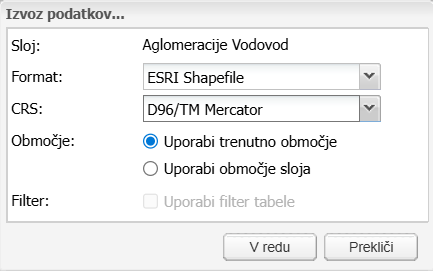 Izvoz podatkov...
Sloj: Aglomeracije Vodovod
Format: ESRI Shapefile
CRS: D96/TM Mercator
Območje: Uporabi trenutno območje
Uporabi območje sloja
Filter: Uporabi filter tabele
V redu Prekliči